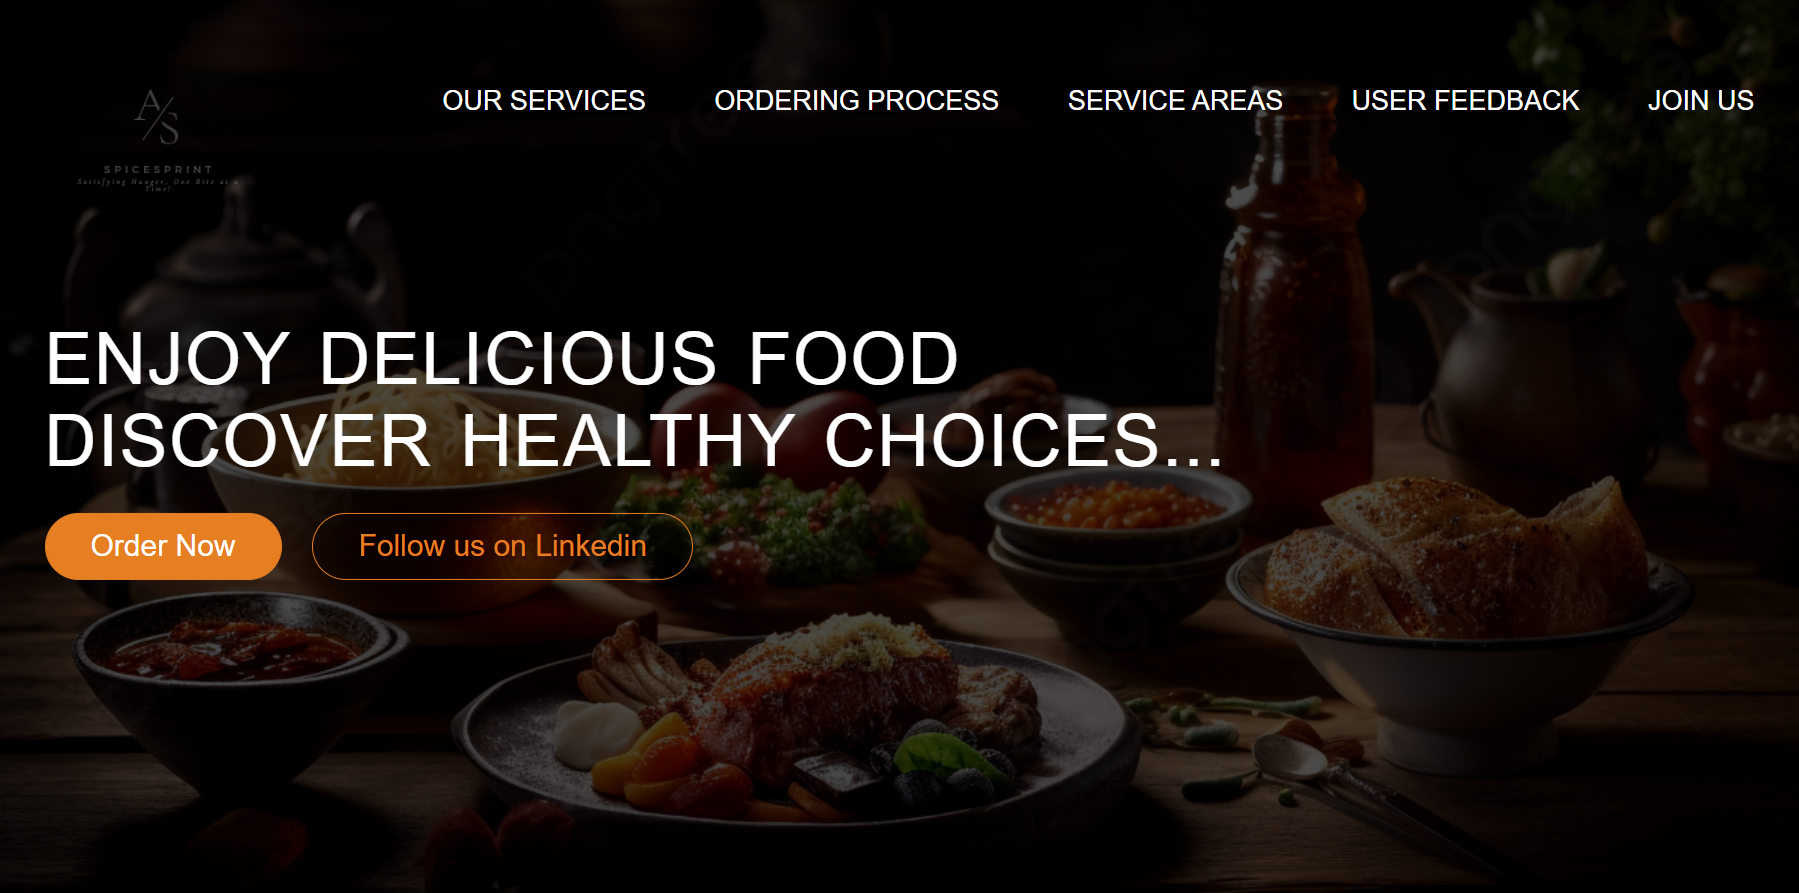 A/S
SPICESPRINT
Satisfying Hunger, One Bite at a
Time!
OUR SERVICES
ORDERING PROCESS
SERVICE AREAS
USER FEEDBACK
JOIN US
ENJOY DELICIOUS FOOD
DISCOVER HEALTHY CHOICES...
Order Now
Follow us on Linkedin